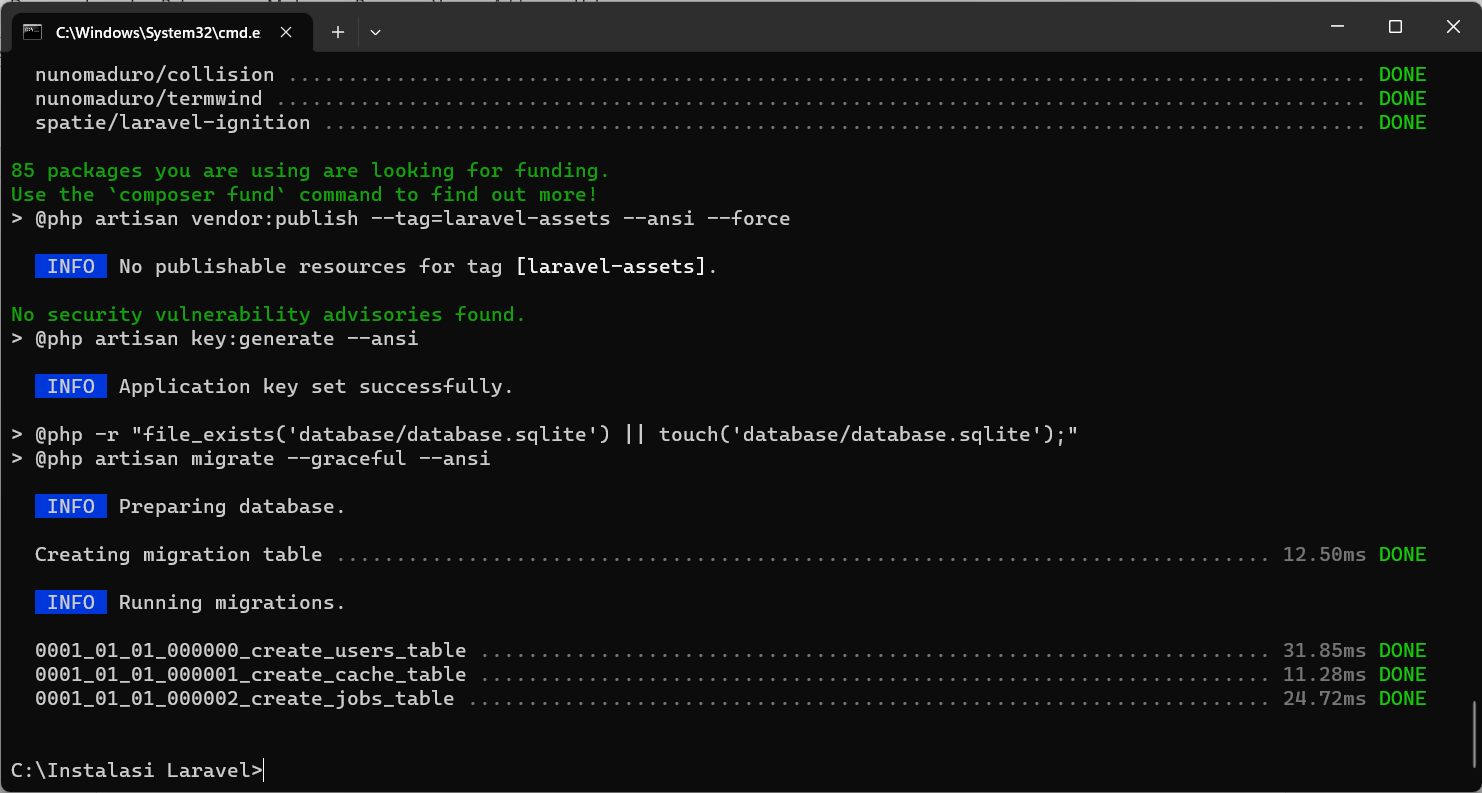 C:\Windows\System32\cmd.e
nunomaduro/collision .......................................................................................... DONE
nunomaduro/termwind ........................................................................................... DONE
spatie/laravel-ignition ....................................................................................... DONE
85 packages you are using are looking for funding.
Use the `composer fund` command to find out more!
> @php artisan vendor:publish --tag=laravel-assets --ansi --force
INFO No publishable resources for tag [laravel-assets].
No security vulnerability advisories found.
> @php artisan key:generate --ansi
INFO Application key set successfully.
> @php -r "file_exists('database/database.sqlite') || touch('database/database.sqlite');"
> @php artisan migrate --graceful --ansi
INFO Preparing database.
Creating migration table .............................................................................. 12.50ms DONE
INFO Running migrations.
0001_01_01_000000_create_users_table .................................................................. 31.85ms DONE
0001_01_01_000001_create_cache_table .................................................................. 11.28ms DONE
0001_01_01_000002_create_jobs_table ................................................................... 24.72ms DONE
C:\Instalasi Laravel>